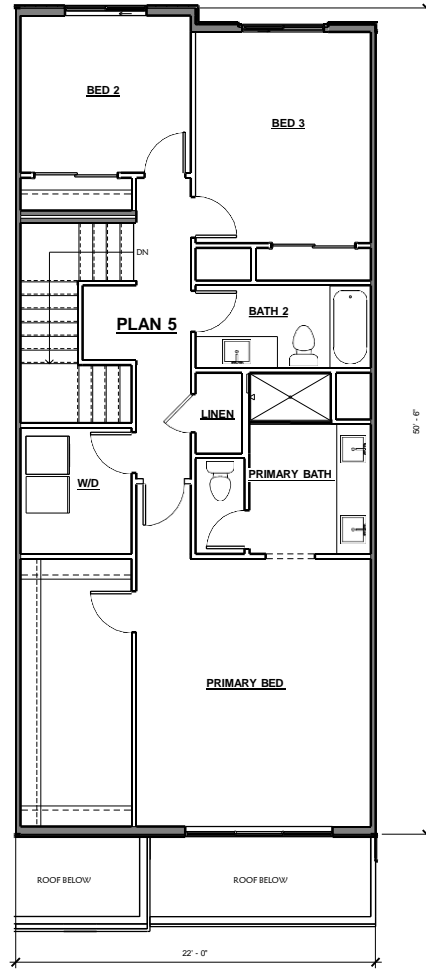 BED 2
BED 3
DN
BATH 2
PLAN 5
LINEN
50' - 6"
PRIMARY BATH
W/D
PRIMARY BED
ROOF BELOW
ROOF BELOW
22' - 0"